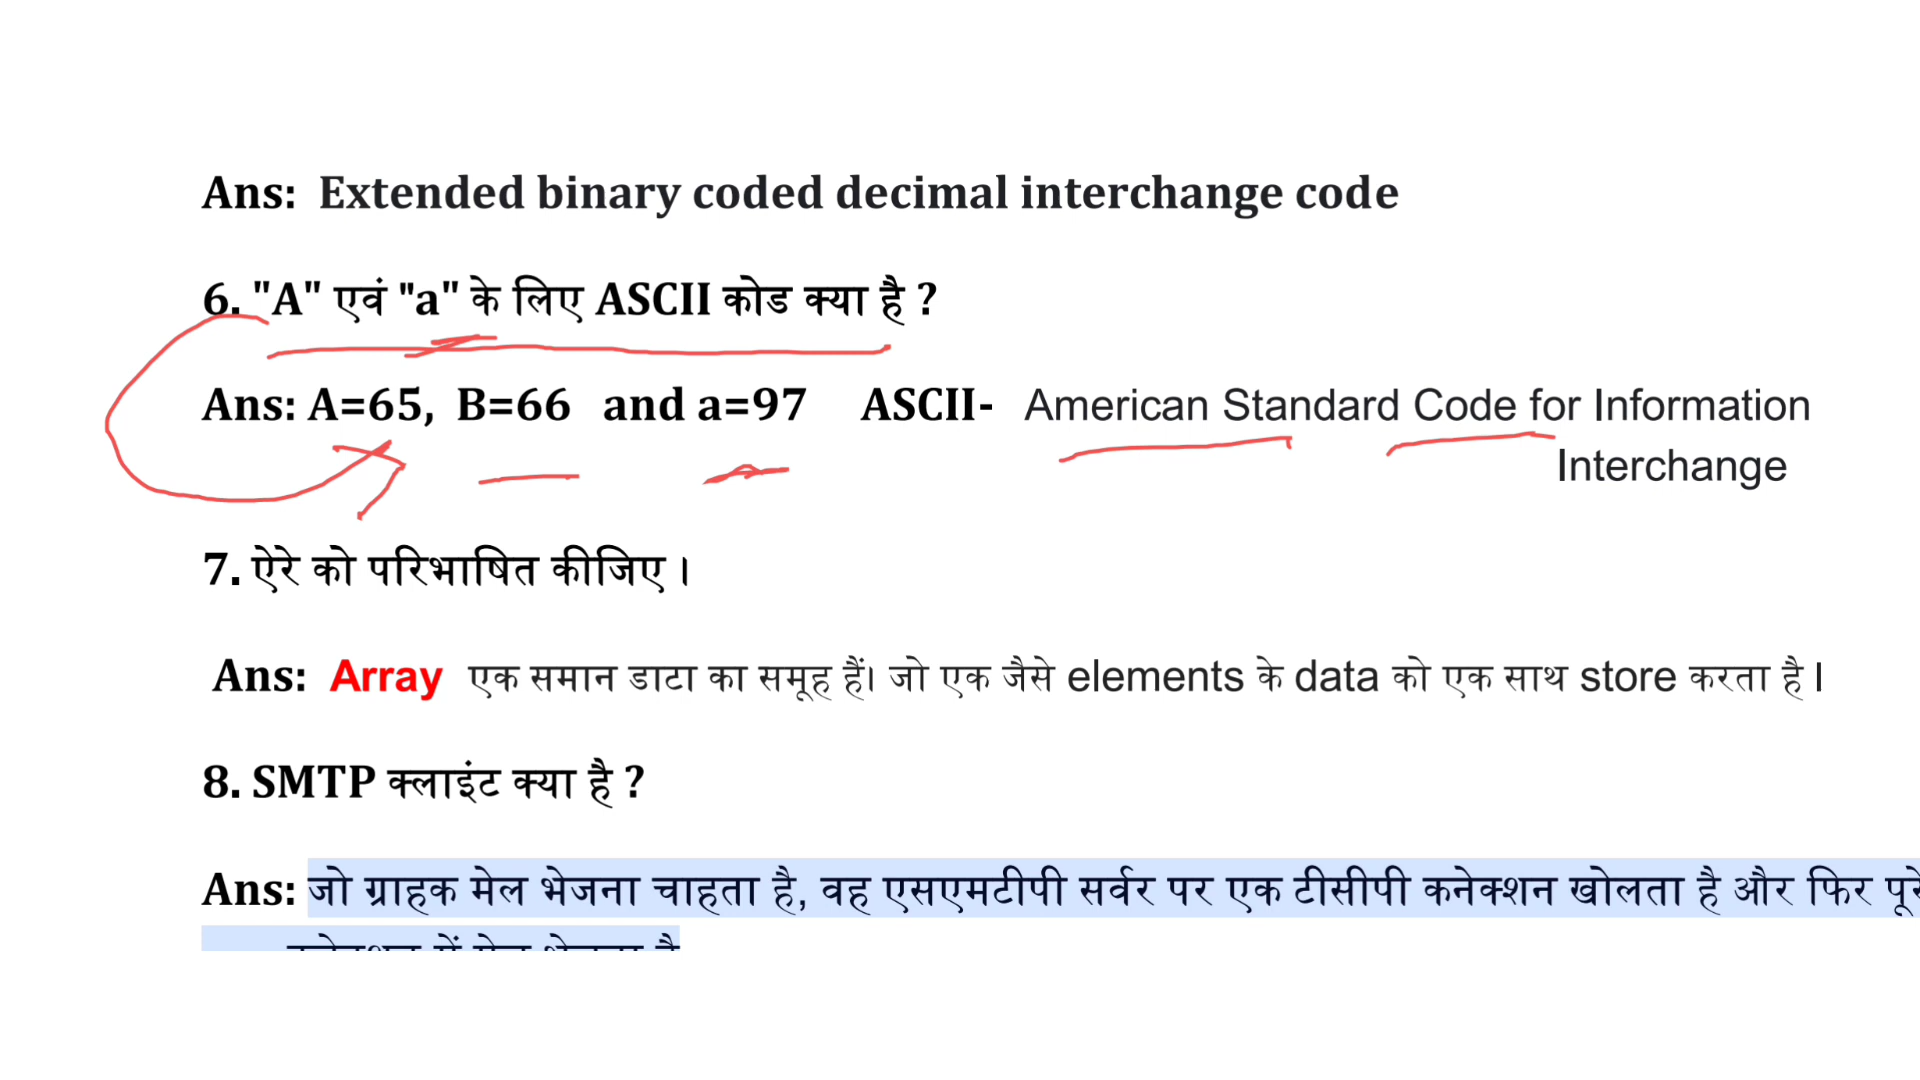 Ans: Extended binary coded decimal interchange code
6. "A" एवं "a" के लिए ASCII कोड क्या है ?
Ans: A=65, B=66 and a=97 ASCII- American Standard Code for Information
Interchange
7. ऐरे को परिभाषित कीजिए ।
Ans: Array एक समान डाटा का समूह हैं। जो एक जैसे elements के data को एक साथ store करता है I
8. SMTP क्लाइंट क्या है ?
Ans: जो ग्राहक मेल भेजना चाहता है, वह एसएमटीपी सर्वर पर एक टीसीपी कनेक्शन खोलता है और फिर